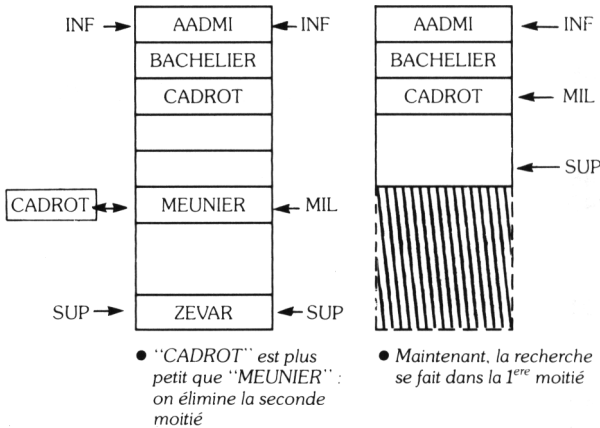 INF → AADMI ← INF
BACHELIER
CADROT
CADROT ↔ MEUNIER ← MIL
SUP → ZEVAR ← SUP
● "CADROT" est plus
petit que "MEUNIER" :
on élimine la seconde
moitié
AADMI ← INF
BACHELIER
CADROT ← MIL
← SUP
● Maintenant, la recherche
se fait dans la 1ere moitié